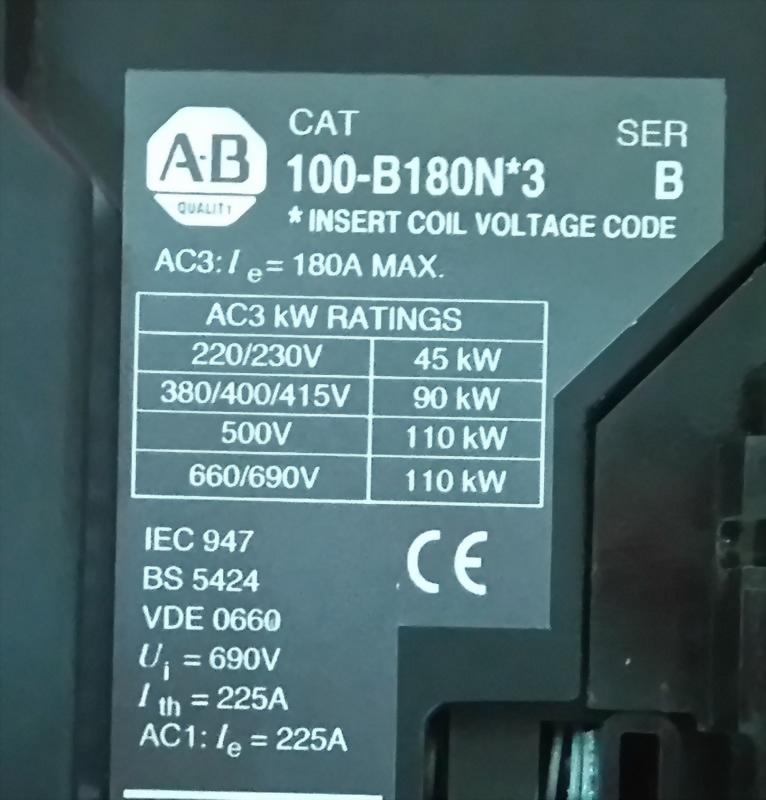 A-B
QUALITY
CAT
SER
100-B180N*3
B
* INSERT COIL VOLTAGE CODE
AC3: Ie = 180A MAX.
AC3 kW RATINGS
220/230V 45 kW
380/400/415V 90 kW
500V 110 kW
660/690V 110 kW
IEC 947
CE
BS 5424
VDE 0660
Ui = 690V
Ith = 225A
AC1: Ie = 225A